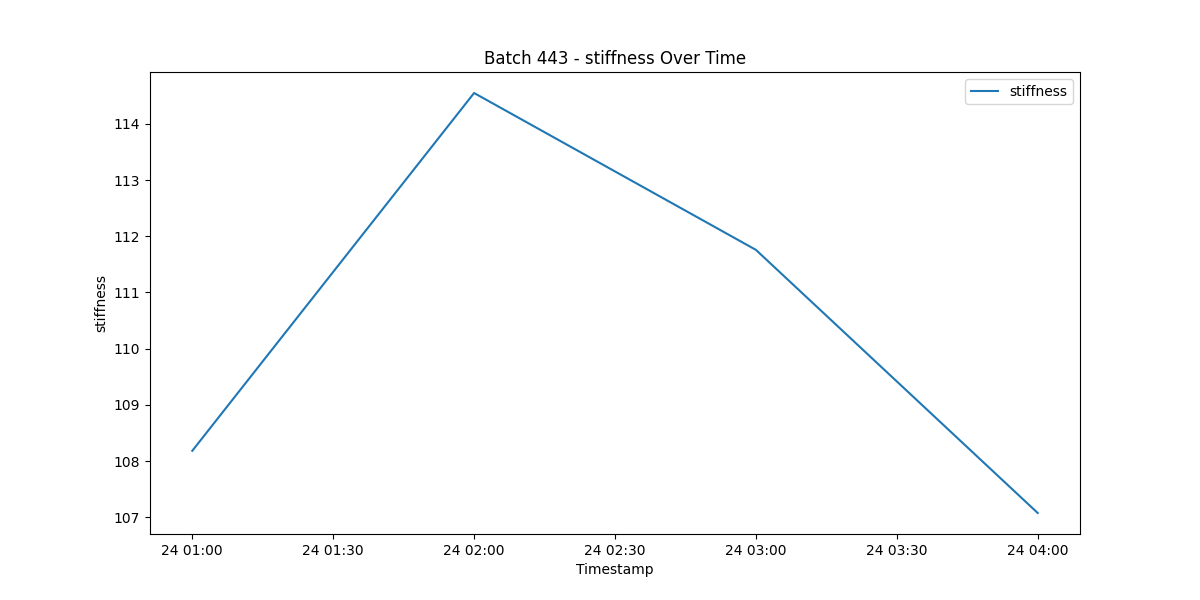 Batch 443 - stiffness Over Time
stiffness
114
113
112
111
110
109
108
107
stiffness
24 01:00 24 01:30 24 02:00 24 02:30 24 03:00 24 03:30 24 04:00
Timestamp